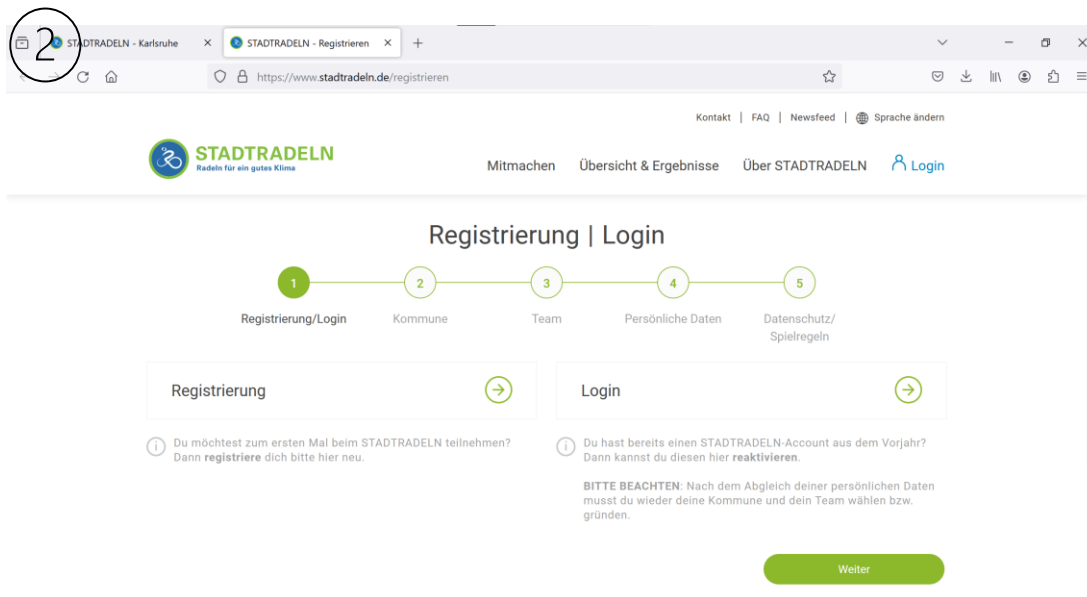 2
STADTRADELN - Karlsruhe
STADTRADELN - Registrieren
https://www.stadtradeln.de/registrieren
Kontakt | FAQ | Newsfeed | Sprache ändern
STADTRADELN
Radeln für ein gutes Klima
Mitmachen Übersicht & Ergebnisse Über STADTRADELN Login
Registrierung | Login
1 2 3 4 5
Registrierung/Login Kommune Team Persönliche Daten Datenschutz/
Spielregeln
Registrierung
Login
Du möchtest zum ersten Mal beim STADTRADELN teilnehmen?
Dann registriere dich bitte hier neu.
Du hast bereits einen STADTRADELN-Account aus dem Vorjahr?
Dann kannst du diesen hier reaktivieren.
BITTE BEACHTEN: Nach dem Abgleich deiner persönlichen Daten
musst du wieder deine Kommune und dein Team wählen bzw.
gründen.
Weiter